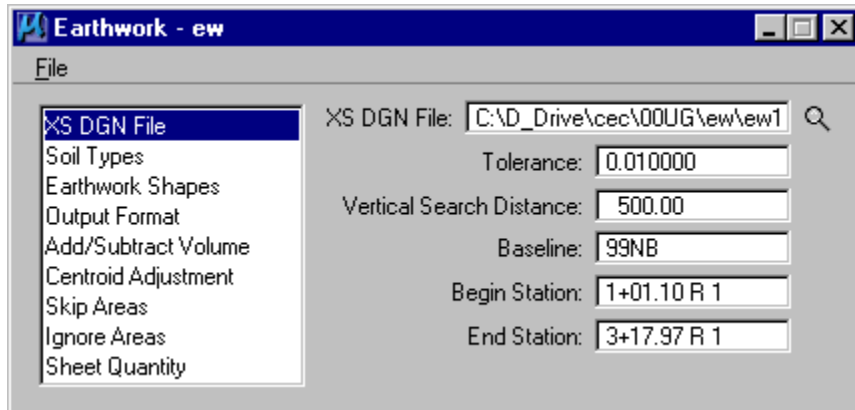 Earthwork - ew
File
XS DGN File
Soil Types
Earthwork Shapes
Output Format
Add/Subtract Volume
Centroid Adjustment
Skip Areas
Ignore Areas
Sheet Quantity
XS DGN File: C:\D_Drive\cec\00UG\ew\ew1
Tolerance: 0.010000
Vertical Search Distance: 500.00
Baseline: 99NB
Begin Station: 1+01.10 R 1
End Station: 3+17.97 R 1